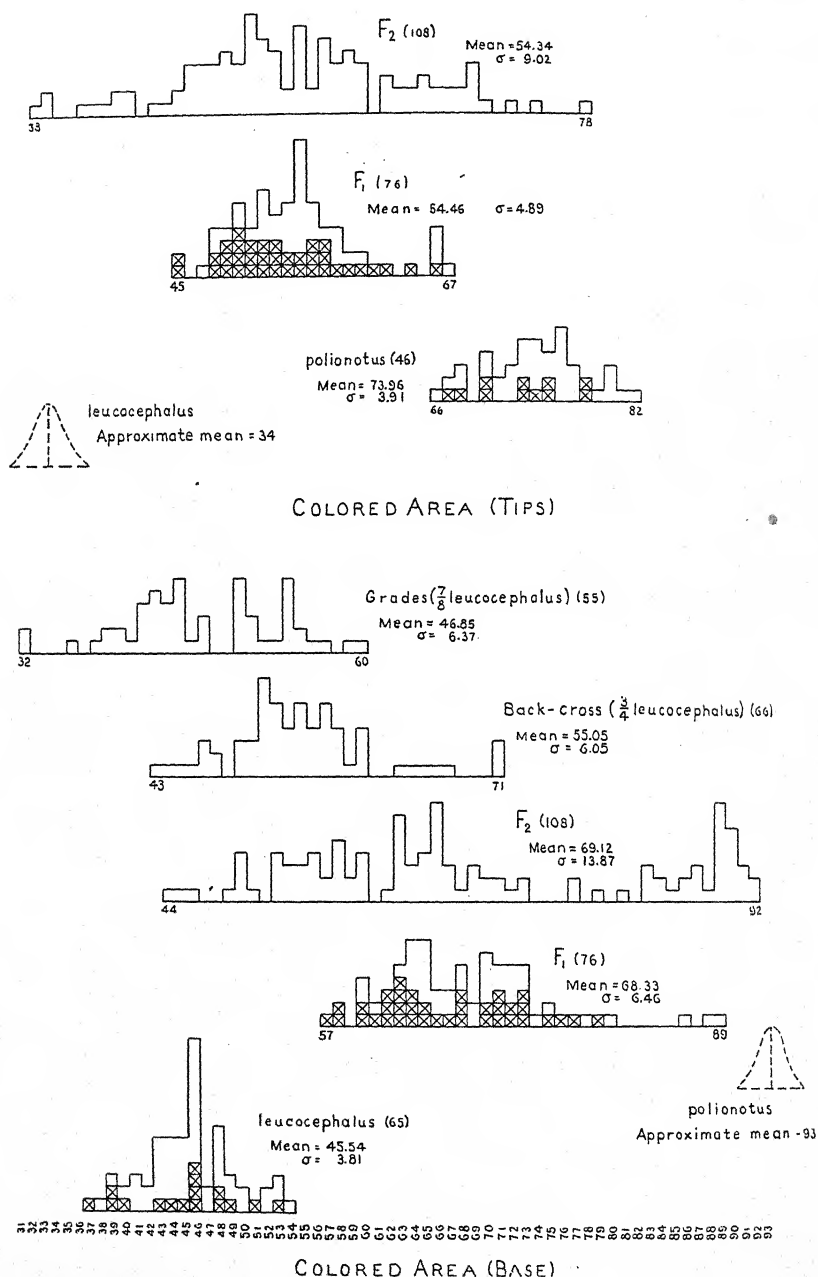 F₂ (108)
Mean = 54.34
σ = 9.02
33
78
F₁ (76)
Mean = 54.46 σ = 4.89
45
67
polionotus (46)
Mean = 73.96
σ = 3.91
66
82
leucocephalus
Approximate mean = 34
COLORED AREA (TIPS)
Grades (7/8 leucocephalus) (55)
Mean = 46.85
σ = 6.37
32
60
Back-cross (3/4 leucocephalus) (66)
Mean = 55.05
σ = 6.05
43
71
F₂ (108)
Mean = 69.12
σ = 13.87
44
92
F₁ (76)
Mean = 68.33
σ = 6.46
57
89
polionotus
Approximate mean - 93
leucocephalus (65)
Mean = 45.54
σ = 3.81
31 32 33 34 35 36 37 38 39 40 41 42 43 44 45 46 47 48 49 50 51 52 53 54 55 56 57 58 59 60 61 62 63 64 65 66 67 68 69 70 71 72 73 74 75 76 77 78 79 80 81 82 83 84 85 86 87 88 89 90 91 92 93
COLORED AREA (BASE)